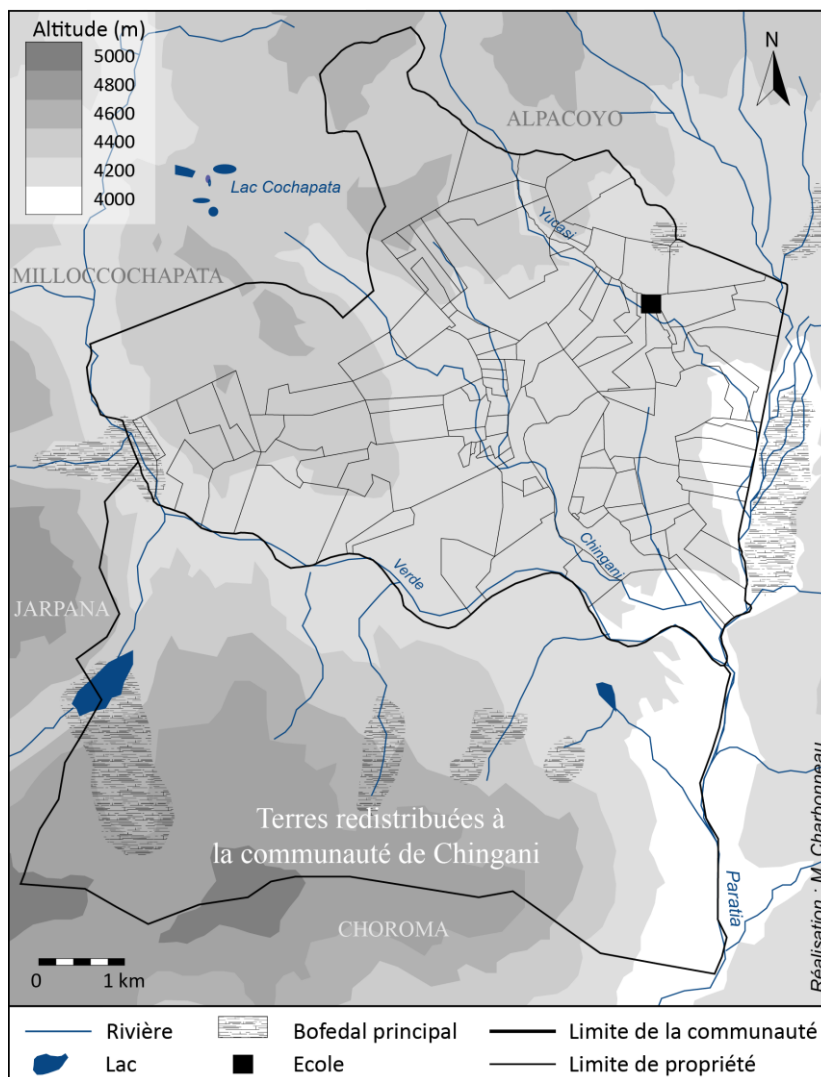 Altitude (m)
5000
4800
4600
4400
4200
4000
N
ALPACOYO
Lac Cochapata
Yucasi
MILLOCCOCHAPATA
Verde
Chingani
JARPANA
Terres redistribuées à
la communauté de Chingani
CHOROMA
Paratia
0 1 km
Réalisation : M. Charbonneau
Rivière
Bofedal principal
Limite de la communauté
Lac
Ecole
Limite de propriété